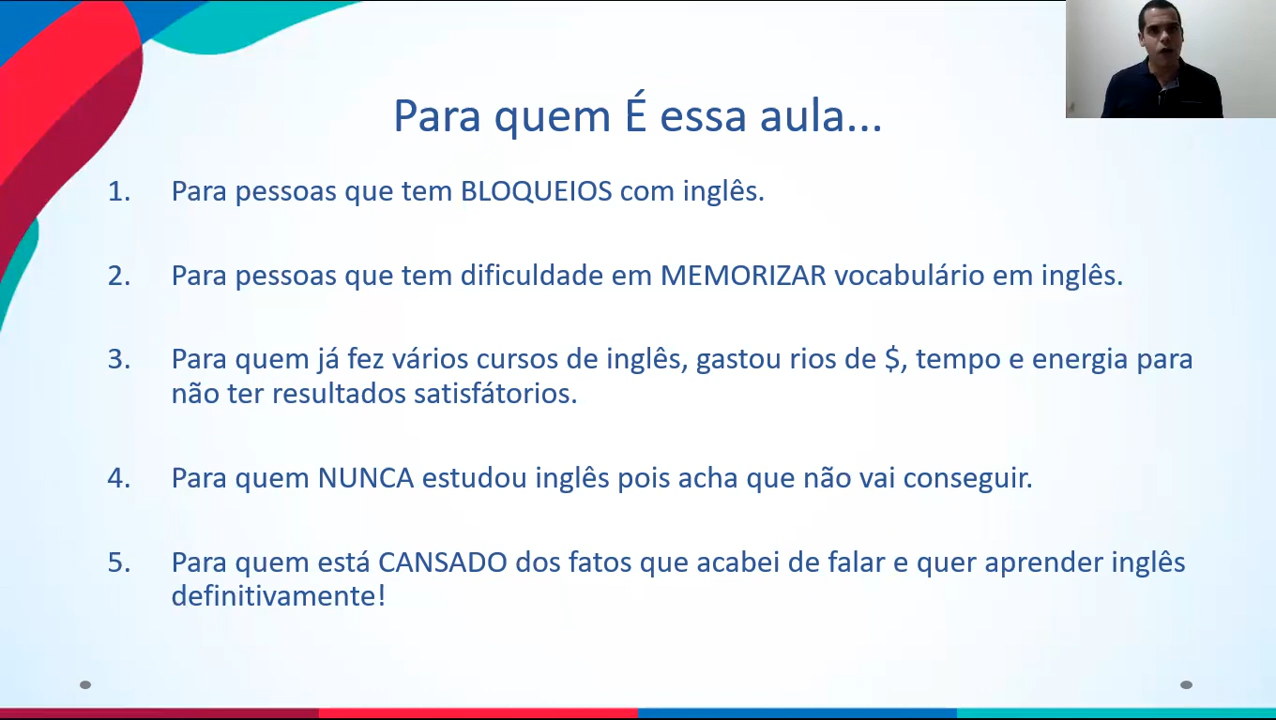 Para quem É essa aula...
1. Para pessoas que tem BLOQUEIOS com inglês.
2. Para pessoas que tem dificuldade em MEMORIZAR vocabulário em inglês.
3. Para quem já fez vários cursos de inglês, gastou rios de $, tempo e energia para
não ter resultados satisfátorios.
4. Para quem NUNCA estudou inglês pois acha que não vai conseguir.
5. Para quem está CANSADO dos fatos que acabei de falar e quer aprender inglês
definitivamente!